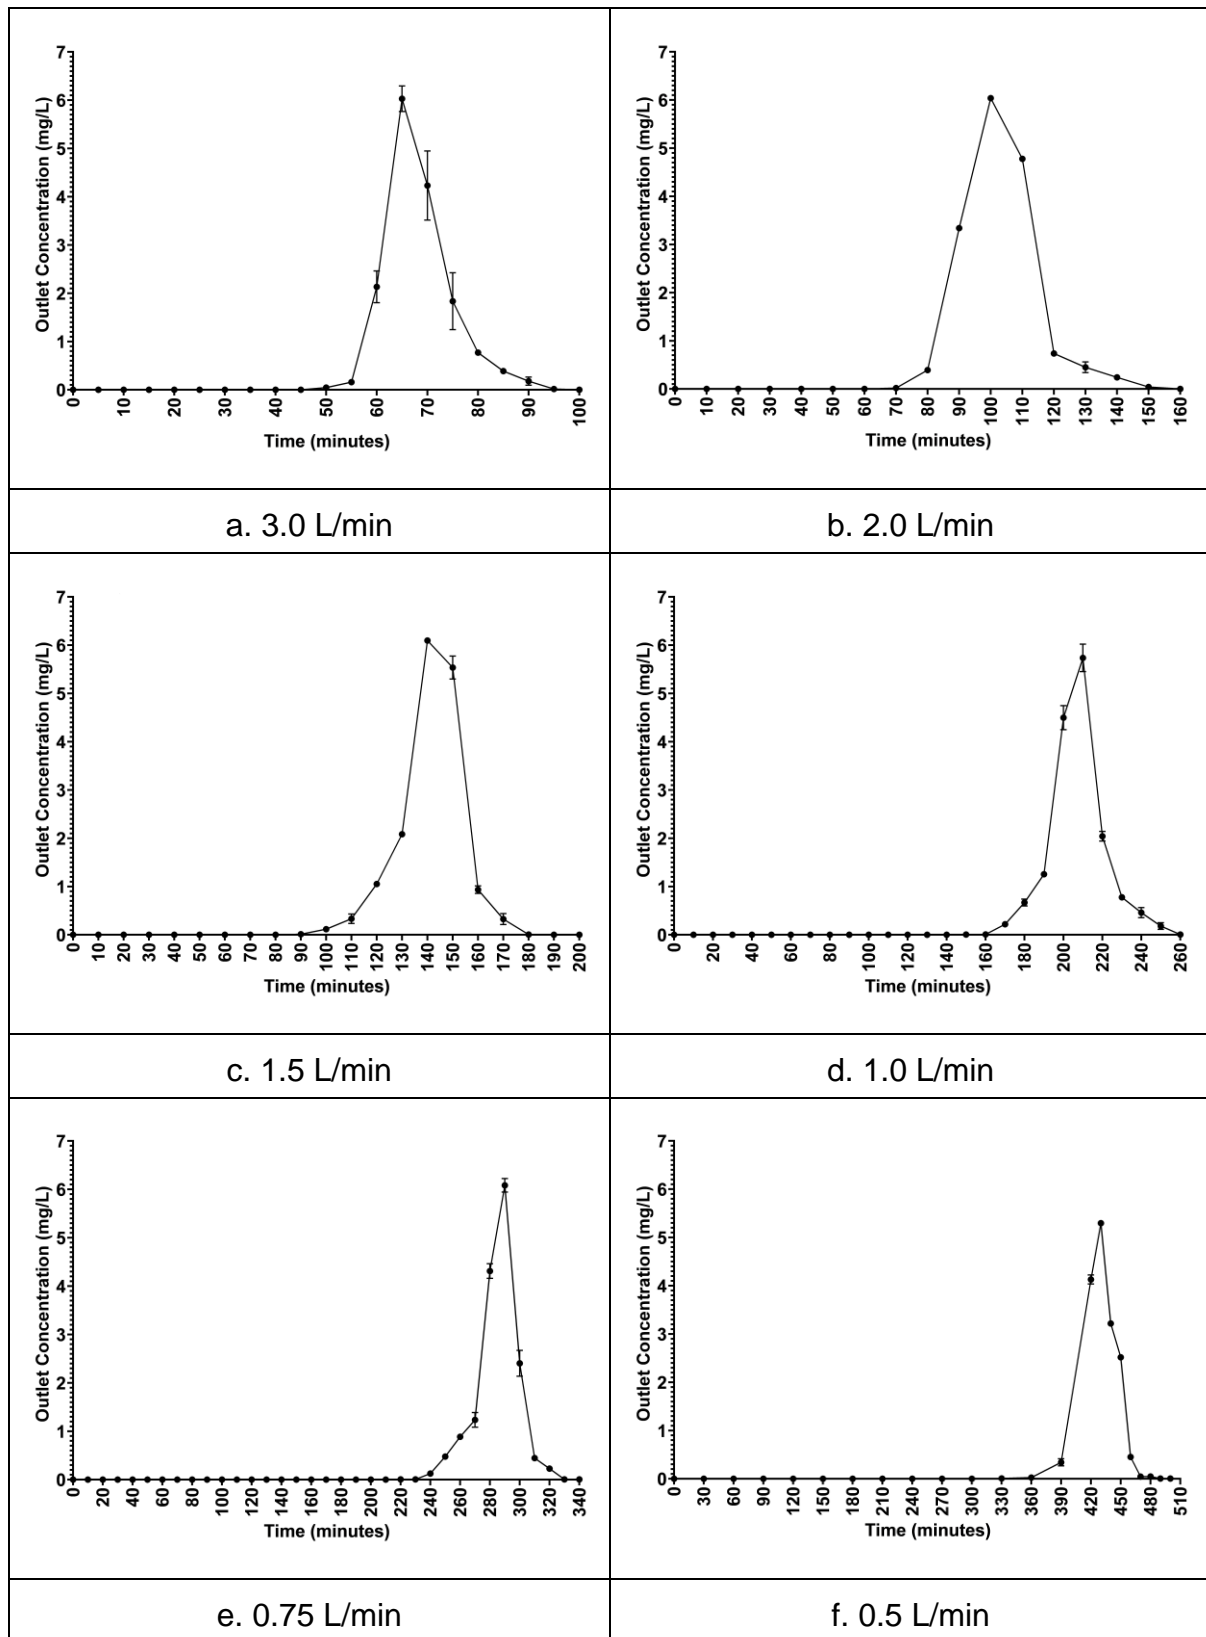 Outlet Concentration (mg/L)
7
6
5
4
3
2
1
0
0 10 20 30 40 50 60 70 80 90 100
Time (minutes)
a. 3.0 L/min
Outlet Concentration (mg/L)
7
6
5
4
3
2
1
0
0 10 20 30 40 50 60 70 80 90 100 110 120 130 140 150 160
Time (minutes)
b. 2.0 L/min
Outlet Concentration (mg/L)
7
6
5
4
3
2
1
0
0 10 20 30 40 50 60 70 80 90 100 110 120 130 140 150 160 170 180 190 200
Time (minutes)
c. 1.5 L/min
Outlet Concentration (mg/L)
7
6
5
4
3
2
1
0
0 20 40 60 80 100 120 140 160 180 200 220 240 260
Time (minutes)
d. 1.0 L/min
Outlet Concentration (mg/L)
7
6
5
4
3
2
1
0
0 20 40 60 80 100 120 140 160 180 200 220 240 260 280 300 320 340
Time (minutes)
e. 0.75 L/min
Outlet Concentration (mg/L)
7
6
5
4
3
2
1
0
0 30 60 90 120 150 180 210 240 270 300 330 360 390 420 450 480 510
Time (minutes)
f. 0.5 L/min